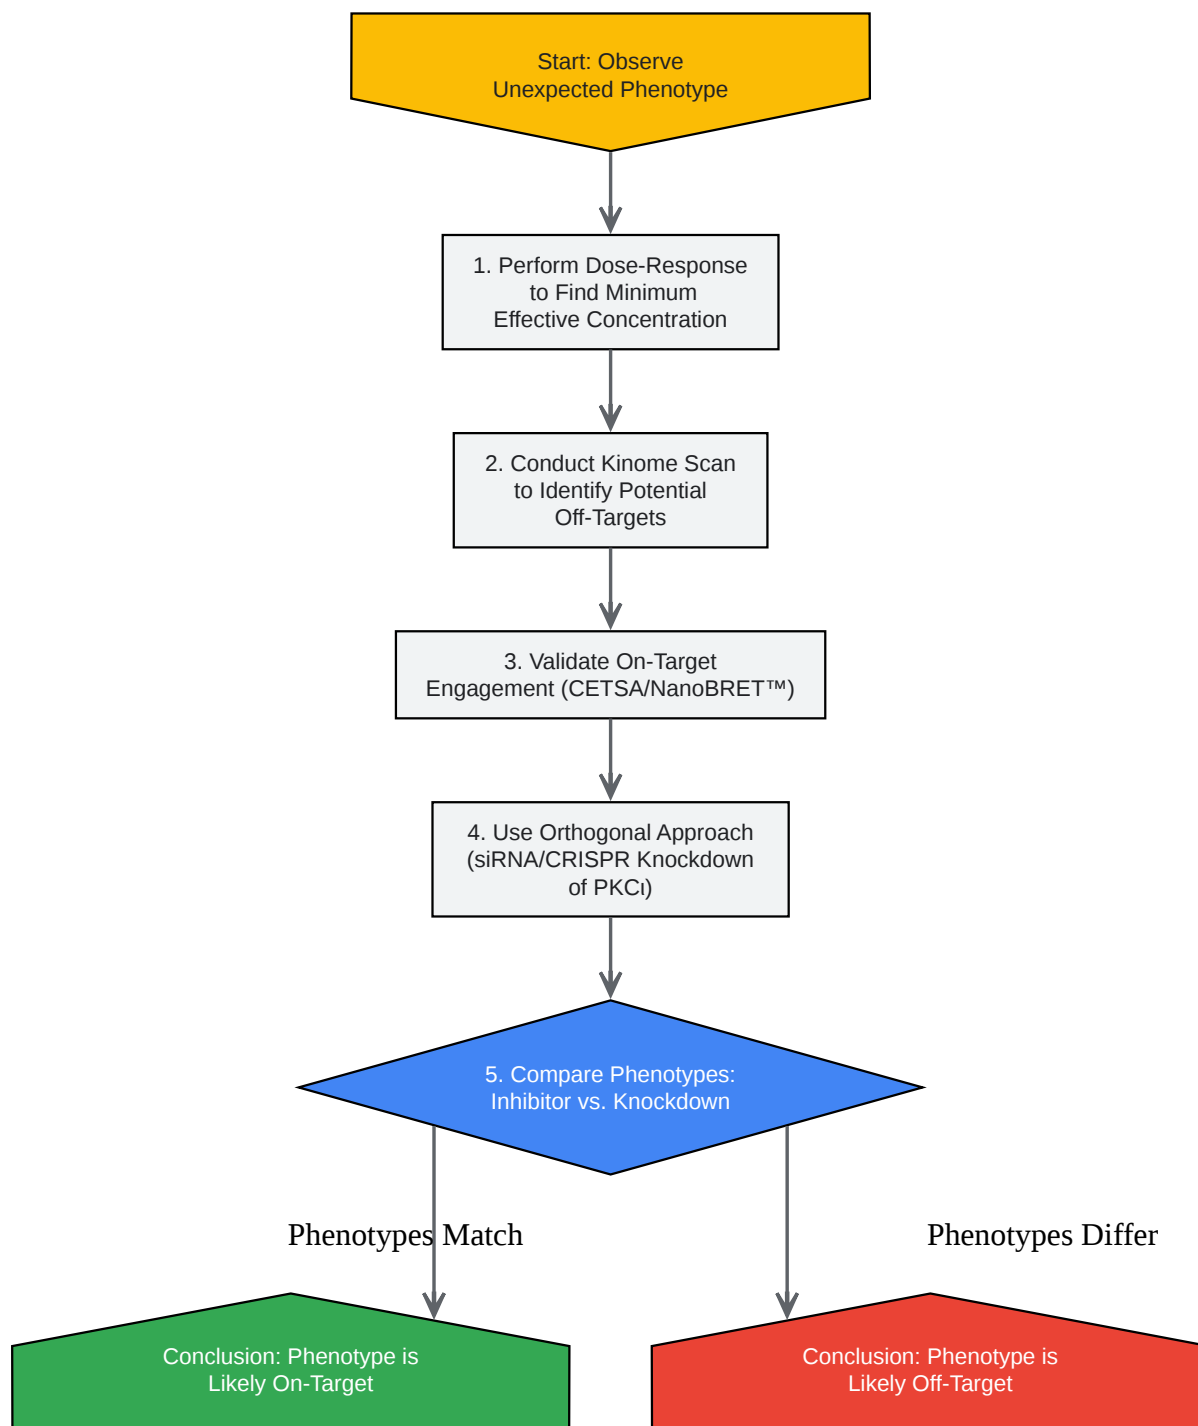 Start: Observe
Unexpected Phenotype
1. Perform Dose-Response
to Find Minimum
Effective Concentration
2. Conduct Kinome Scan
to Identify Potential
Off-Targets
3. Validate On-Target
Engagement (CETSA/NanoBRET™)
4. Use Orthogonal Approach
(siRNA/CRISPR Knockdown
of PKCι)
5. Compare Phenotypes:
Inhibitor vs. Knockdown
Phenotypes Match
Phenotypes Differ
Conclusion: Phenotype is
Likely On-Target
Conclusion: Phenotype is
Likely Off-Target